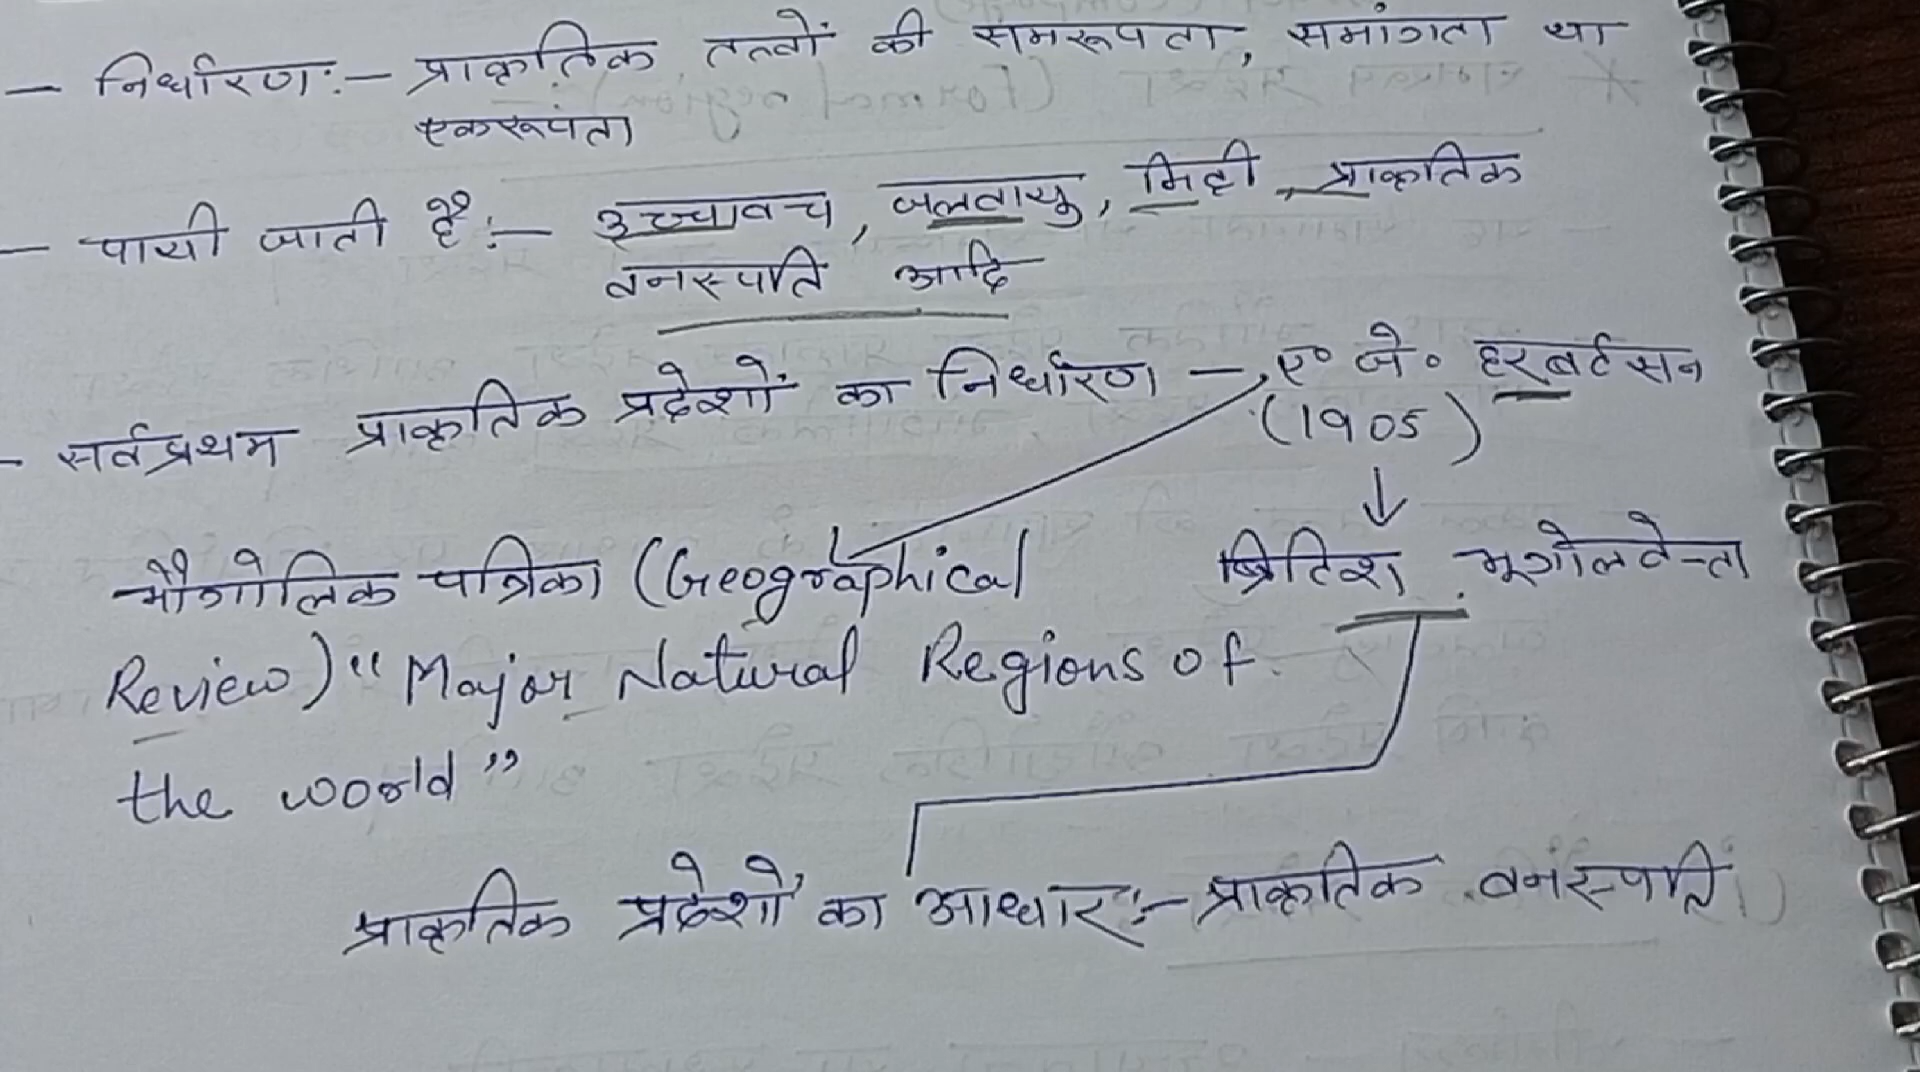 — निर्धारण :— प्राकृतिक तत्वों की समरूपता, समांगता या
एकरूपता
— पायी जाती है :— उच्चावच, जलवायु, मिट्टी, प्राकृतिक
वनस्पति आदि
- सर्वप्रथम प्राकृतिक प्रदेशों का निर्धारण — ए० जे० हरबर्टसन
(1905)
भौगोलिक पत्रिका (Geographical ब्रिटिश भूगोलवेत्ता
Review) "Major Natural Regions of
the world"
प्राकृतिक प्रदेशों का आधार :— प्राकृतिक वनस्पति